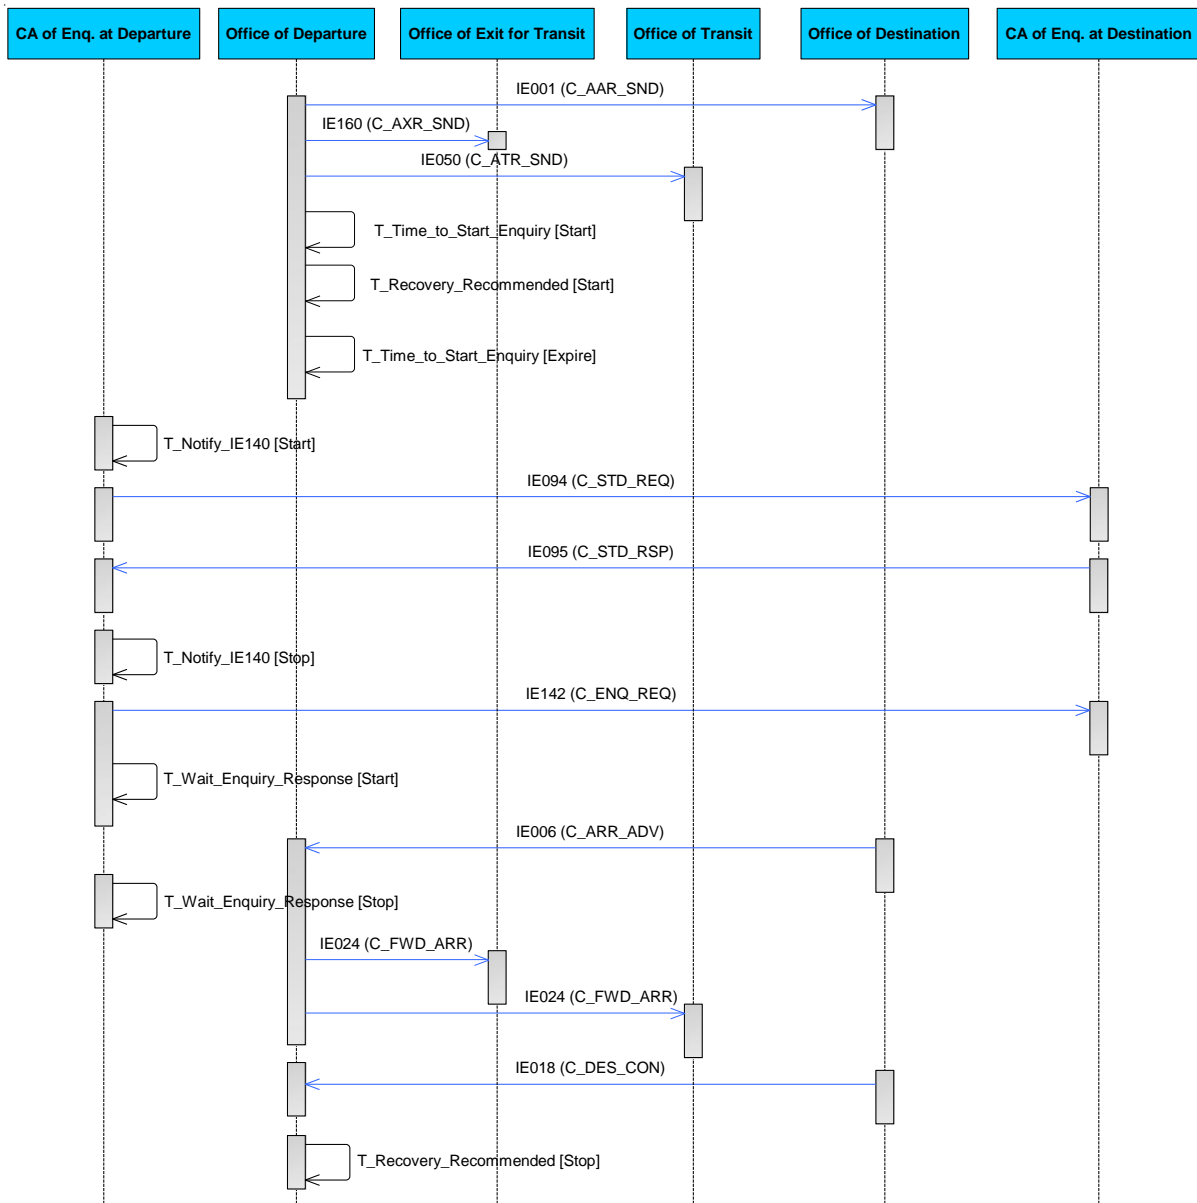 CA of Enq. at Departure
Office of Departure
Office of Exit for Transit
Office of Transit
Office of Destination
CA of Enq. at Destination
IE001 (C_AAR_SND)
IE160 (C_AXR_SND)
IE050 (C_ATR_SND)
T_Time_to_Start_Enquiry [Start]
T_Recovery_Recommended [Start]
T_Time_to_Start_Enquiry [Expire]
T_Notify_IE140 [Start]
IE094 (C_STD_REQ)
IE095 (C_STD_RSP)
T_Notify_IE140 [Stop]
IE142 (C_ENQ_REQ)
T_Wait_Enquiry_Response [Start]
IE006 (C_ARR_ADV)
T_Wait_Enquiry_Response [Stop]
IE024 (C_FWD_ARR)
IE024 (C_FWD_ARR)
IE018 (C_DES_CON)
T_Recovery_Recommended [Stop]